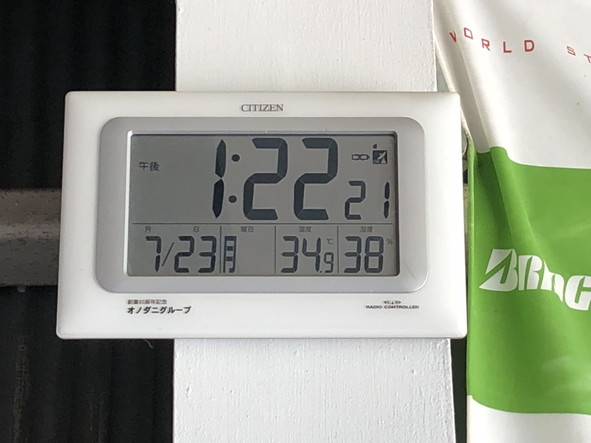 CITIZEN
午後 1:22 21
月 日 曜日 温度 湿度
7/23 月 34.9 ℃ 38 %
オノダニグループ
RADIO CONTROLLED
WORLD ST
BRIDG